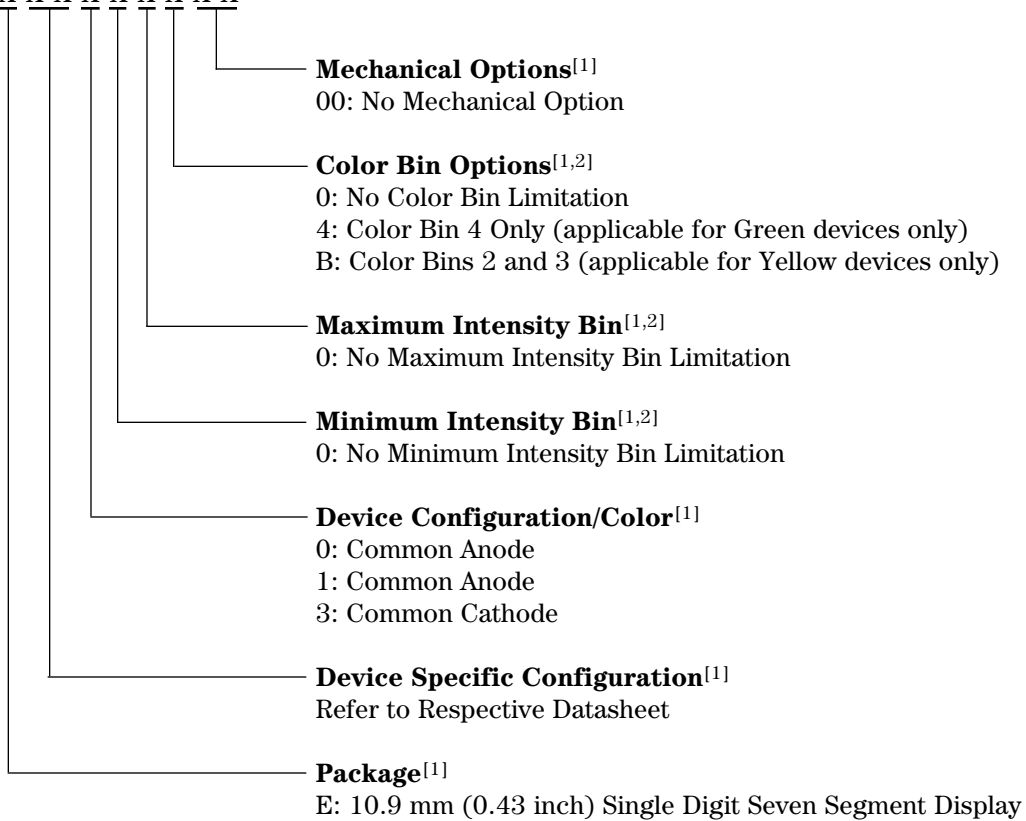 Mechanical Options[1]
00: No Mechanical Option
Color Bin Options[1,2]
0: No Color Bin Limitation
4: Color Bin 4 Only (applicable for Green devices only)
B: Color Bins 2 and 3 (applicable for Yellow devices only)
Maximum Intensity Bin[1,2]
0: No Maximum Intensity Bin Limitation
Minimum Intensity Bin[1,2]
0: No Minimum Intensity Bin Limitation
Device Configuration/Color[1]
0: Common Anode
1: Common Anode
3: Common Cathode
Device Specific Configuration[1]
Refer to Respective Datasheet
Package[1]
E: 10.9 mm (0.43 inch) Single Digit Seven Segment Display